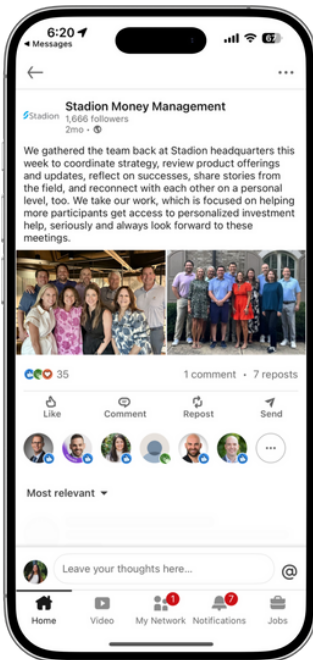 6:20
62
Messages
Stadion
Stadion Money Management
1,666 followers
2mo •
We gathered the team back at Stadion headquarters this
week to coordinate strategy, review product offerings
and updates, reflect on successes, share stories from
the field, and reconnect with each other on a personal
level, too. We take our work, which is focused on helping
more participants get access to personalized investment
help, seriously and always look forward to these
meetings.
35
1 comment • 7 reposts
Like
Comment
Repost
Send
Most relevant
Leave your thoughts here...
@
1
7
Home
Video
My Network
Notifications
Jobs